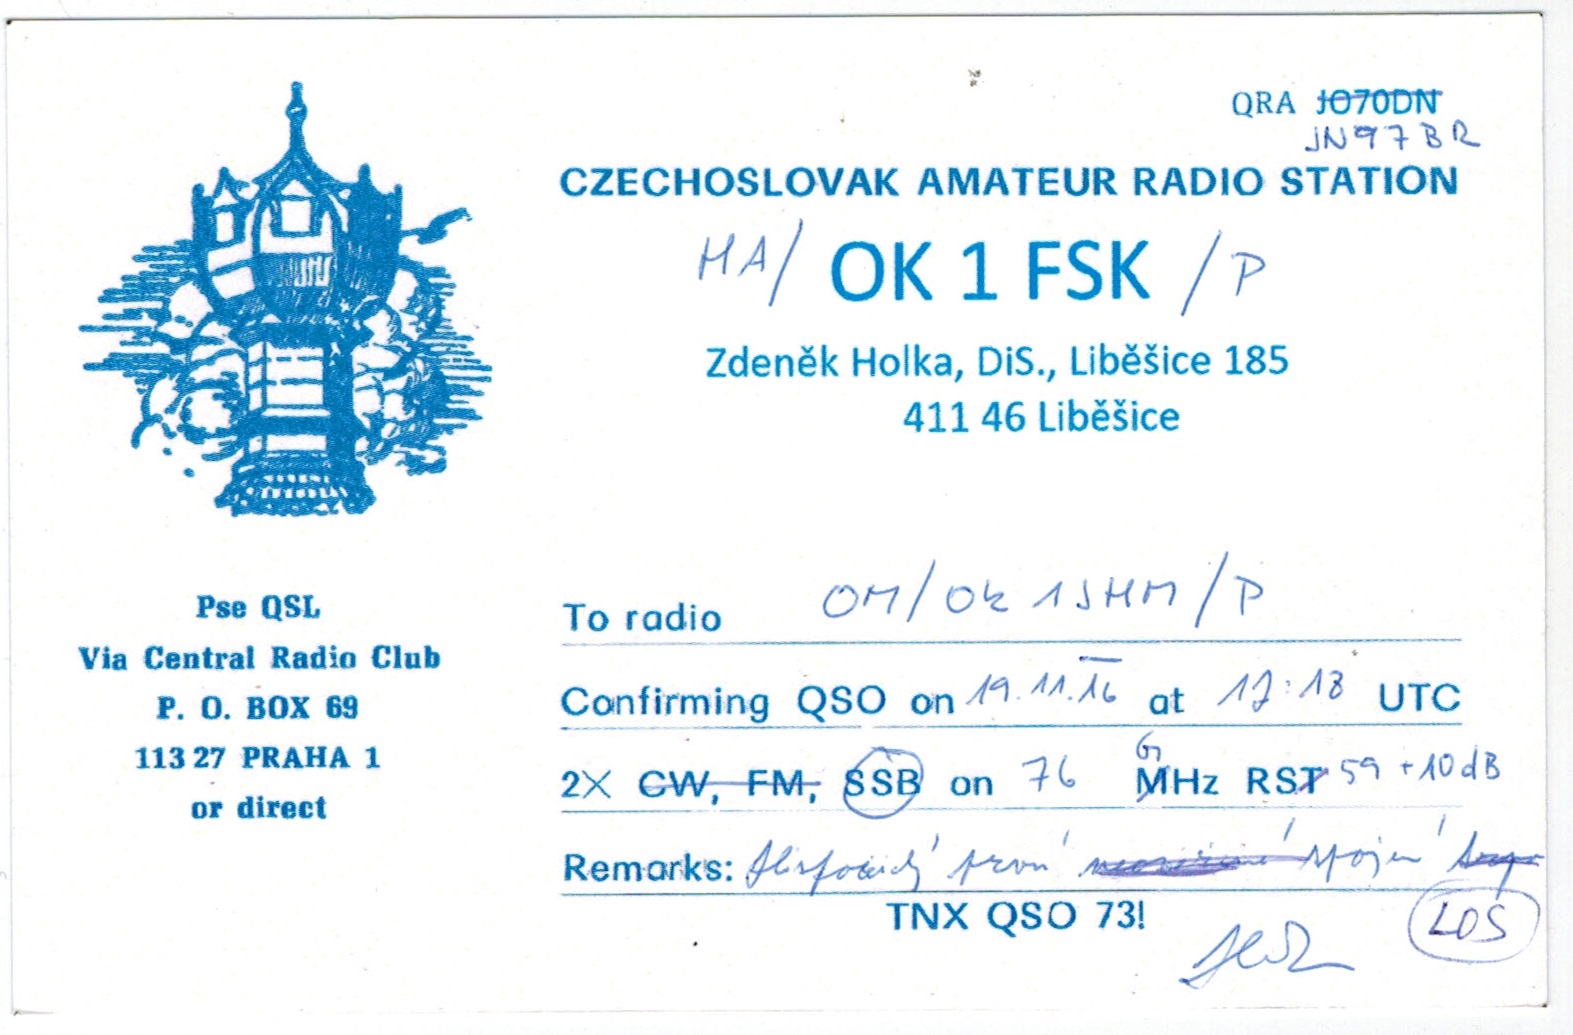 QRA JO70DN
JN97BR
CZECHOSLOVAK AMATEUR RADIO STATION
HA/ OK 1 FSK /P
Zdeněk Holka, DiS., Liběšice 185
411 46 Liběšice
Pse QSL
Via Central Radio Club
P. O. BOX 69
113 27 PRAHA 1
or direct
To radio OM/OK1JHM/P
Confirming QSO on 19.11.16 at 12:18 UTC
2X CW, FM, SSB on 76 G MHz RST 59 +10dB
Remarks: první spojení
TNX QSO 73!
LOS